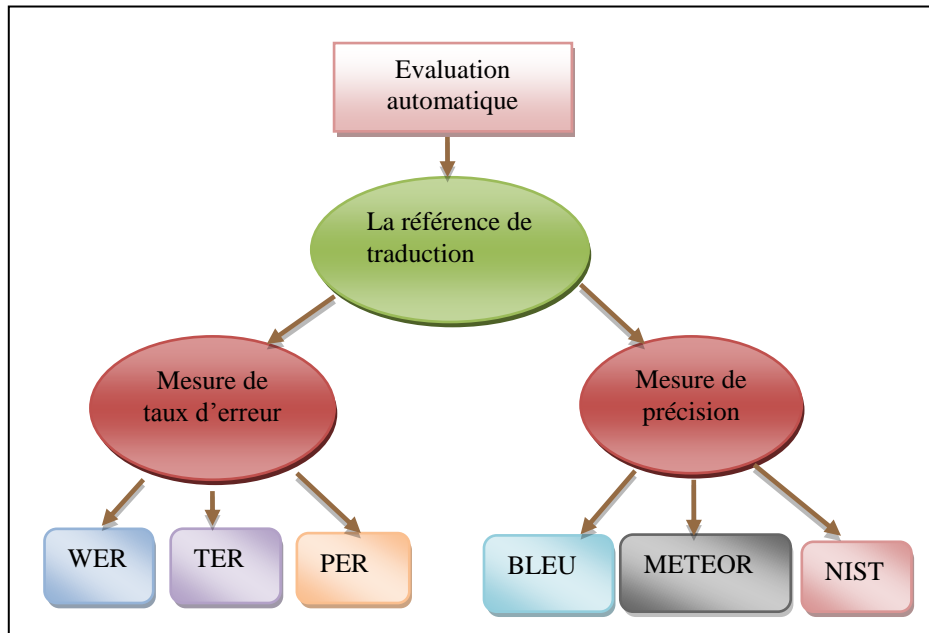 Evaluation
automatique
La référence de
traduction
Mesure de
taux d’erreur
Mesure de
précision
WER
TER
PER
BLEU
METEOR
NIST